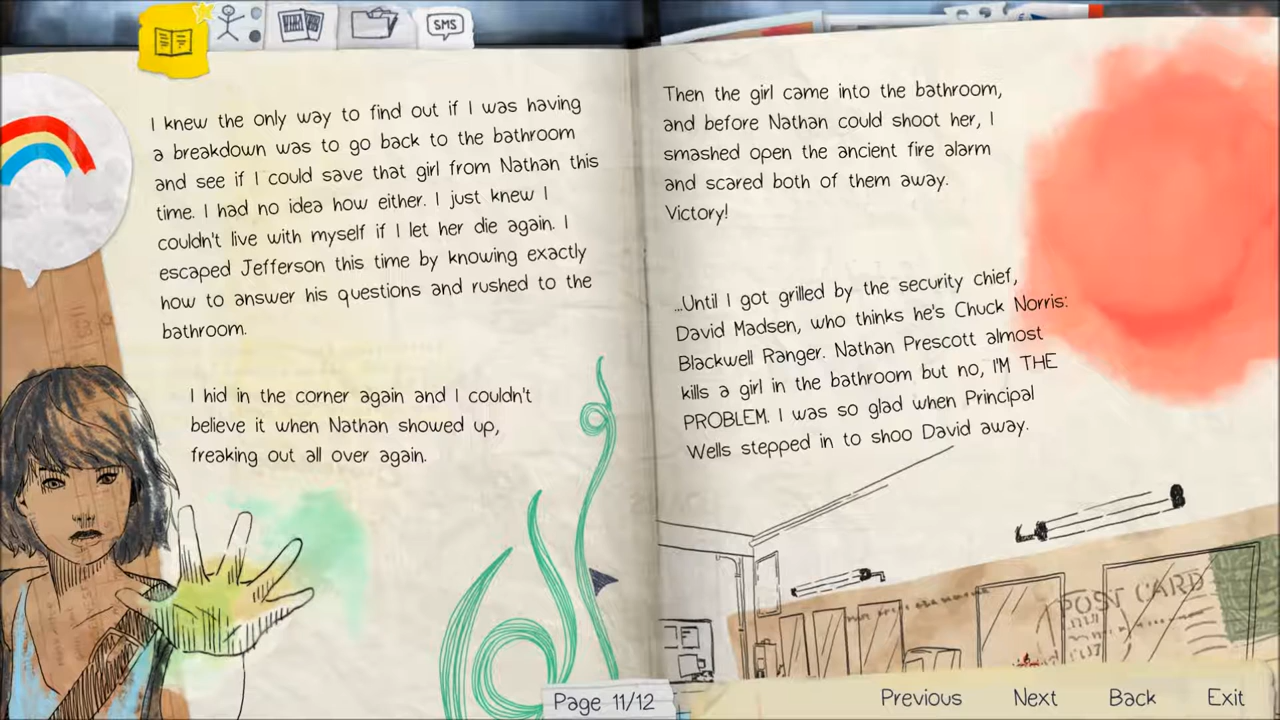 SMS
I knew the only way to find out if I was having
a breakdown was to go back to the bathroom
and see if I could save that girl from Nathan this
time. I had no idea how either. I just knew I
couldn't live with myself if I let her die again. I
escaped Jefferson this time by knowing exactly
how to answer his questions and rushed to the
bathroom.
I hid in the corner again and I couldn't
believe it when Nathan showed up,
freaking out all over again.
Then the girl came into the bathroom,
and before Nathan could shoot her, I
smashed open the ancient fire alarm
and scared both of them away.
Victory!
...Until I got grilled by the security chief,
David Madsen, who thinks he's Chuck Norris:
Blackwell Ranger. Nathan Prescott almost
kills a girl in the bathroom but no, I'M THE
PROBLEM. I was so glad when Principal
Wells stepped in to shoo David away.
POST CARD
Page 11/12
Previous
Next
Back
Exit